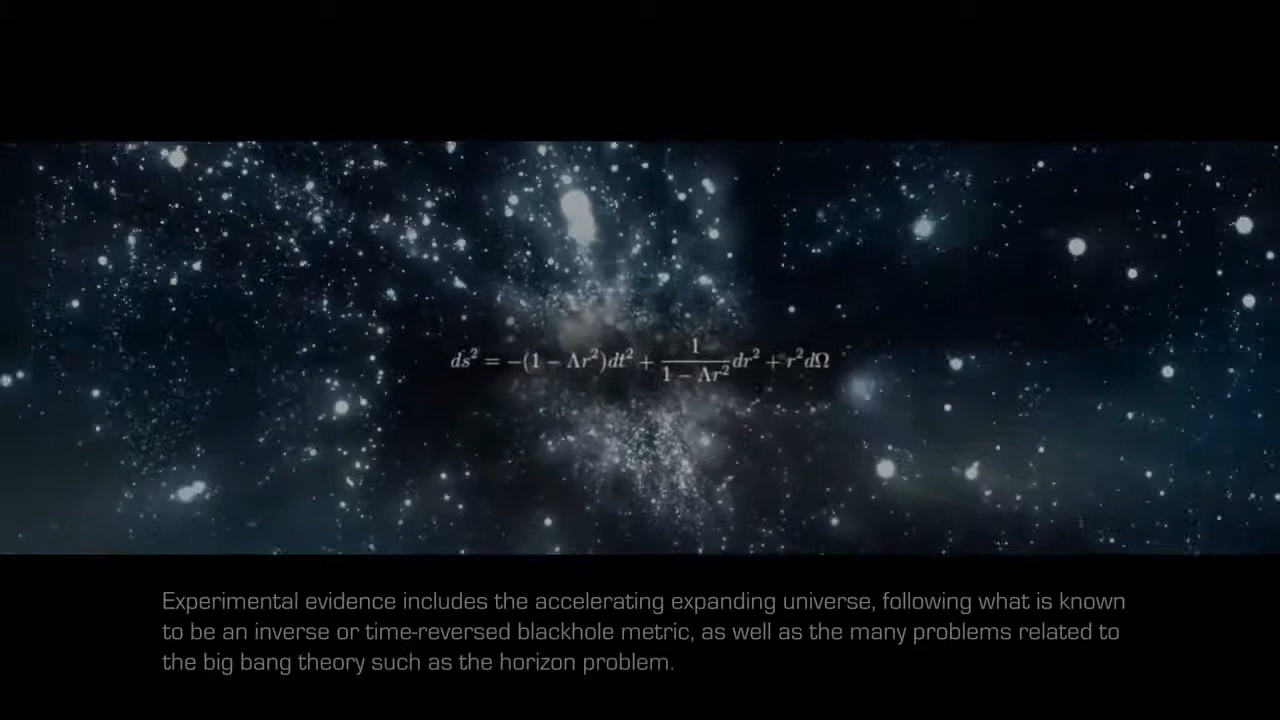 ds² = −(1 − Λr²)dt² + 1/(1 − Λr²) dr² + r²dΩ
Experimental evidence includes the accelerating expanding universe, following what is known
to be an inverse or time-reversed blackhole metric, as well as the many problems related to
the big bang theory such as the horizon problem.